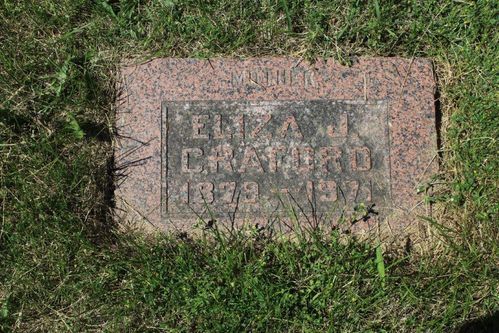 MOTHER
ELIZA J.
CRAFORD
1879 - 1971